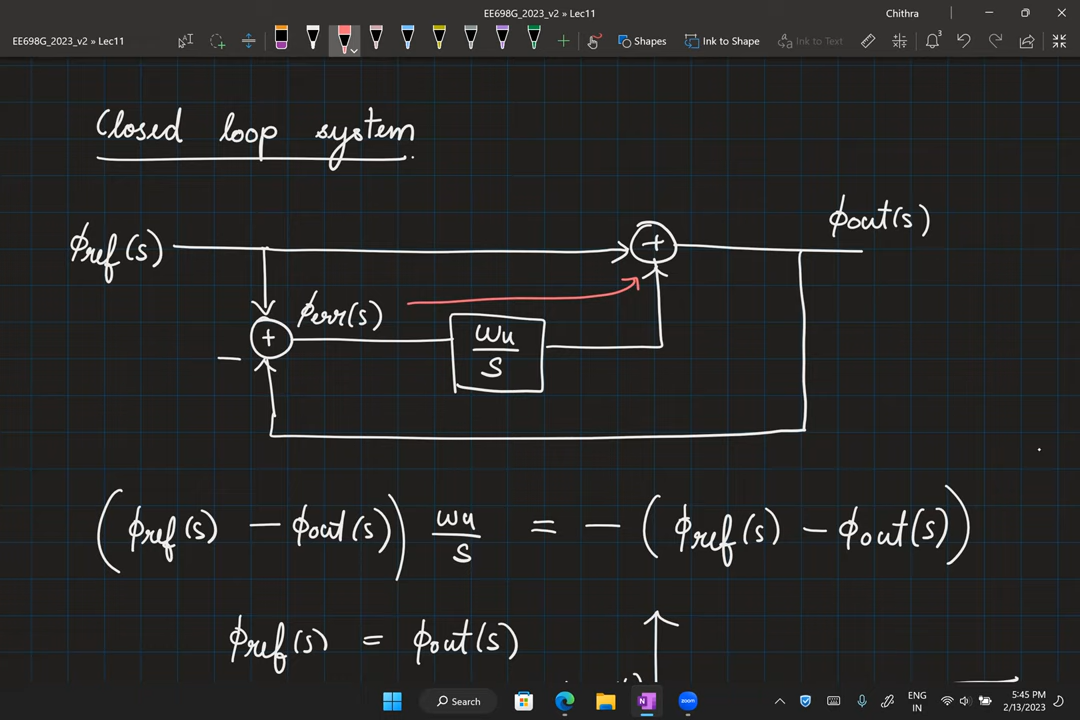 EE698G_2023_v2 » Lec11
Chithra
EE698G_2023_v2 » Lec11
Shapes
Ink to Shape
Ink to Text
Closed loop system
ϕref(s)
+
ϕout(s)
ϕerr(s)
+
−
ωu/s
(ϕref(s) − ϕout(s)) ωu/s = − (ϕref(s) − ϕout(s))
ϕref(s) = ϕout(s)
Search
zoom
ENG
IN
5:45 PM
2/13/2023